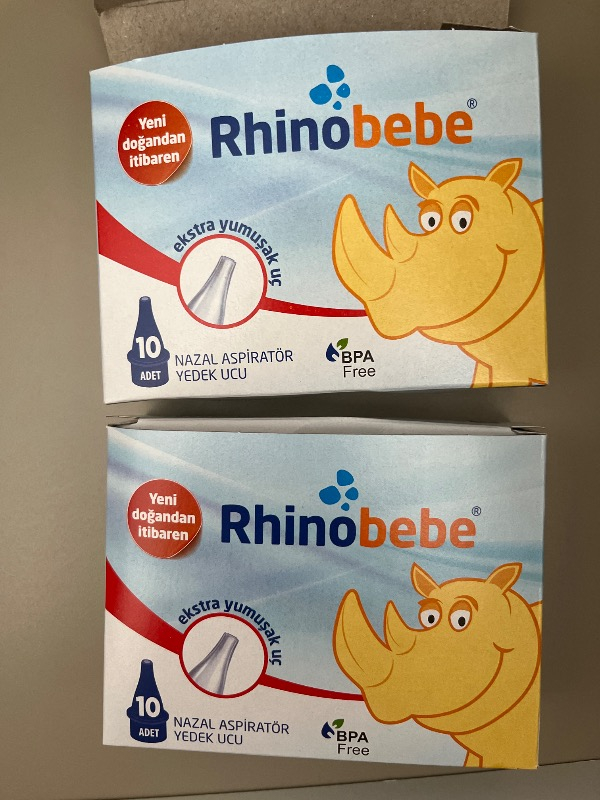 Yeni
doğandan
itibaren
Rhinobebe®
ekstra yumuşak uç
10
ADET
NAZAL ASPİRATÖR
YEDEK UCU
BPA
Free
Yeni
doğandan
itibaren
Rhinobebe®
ekstra yumuşak uç
10
ADET
NAZAL ASPİRATÖR
YEDEK UCU
BPA
Free